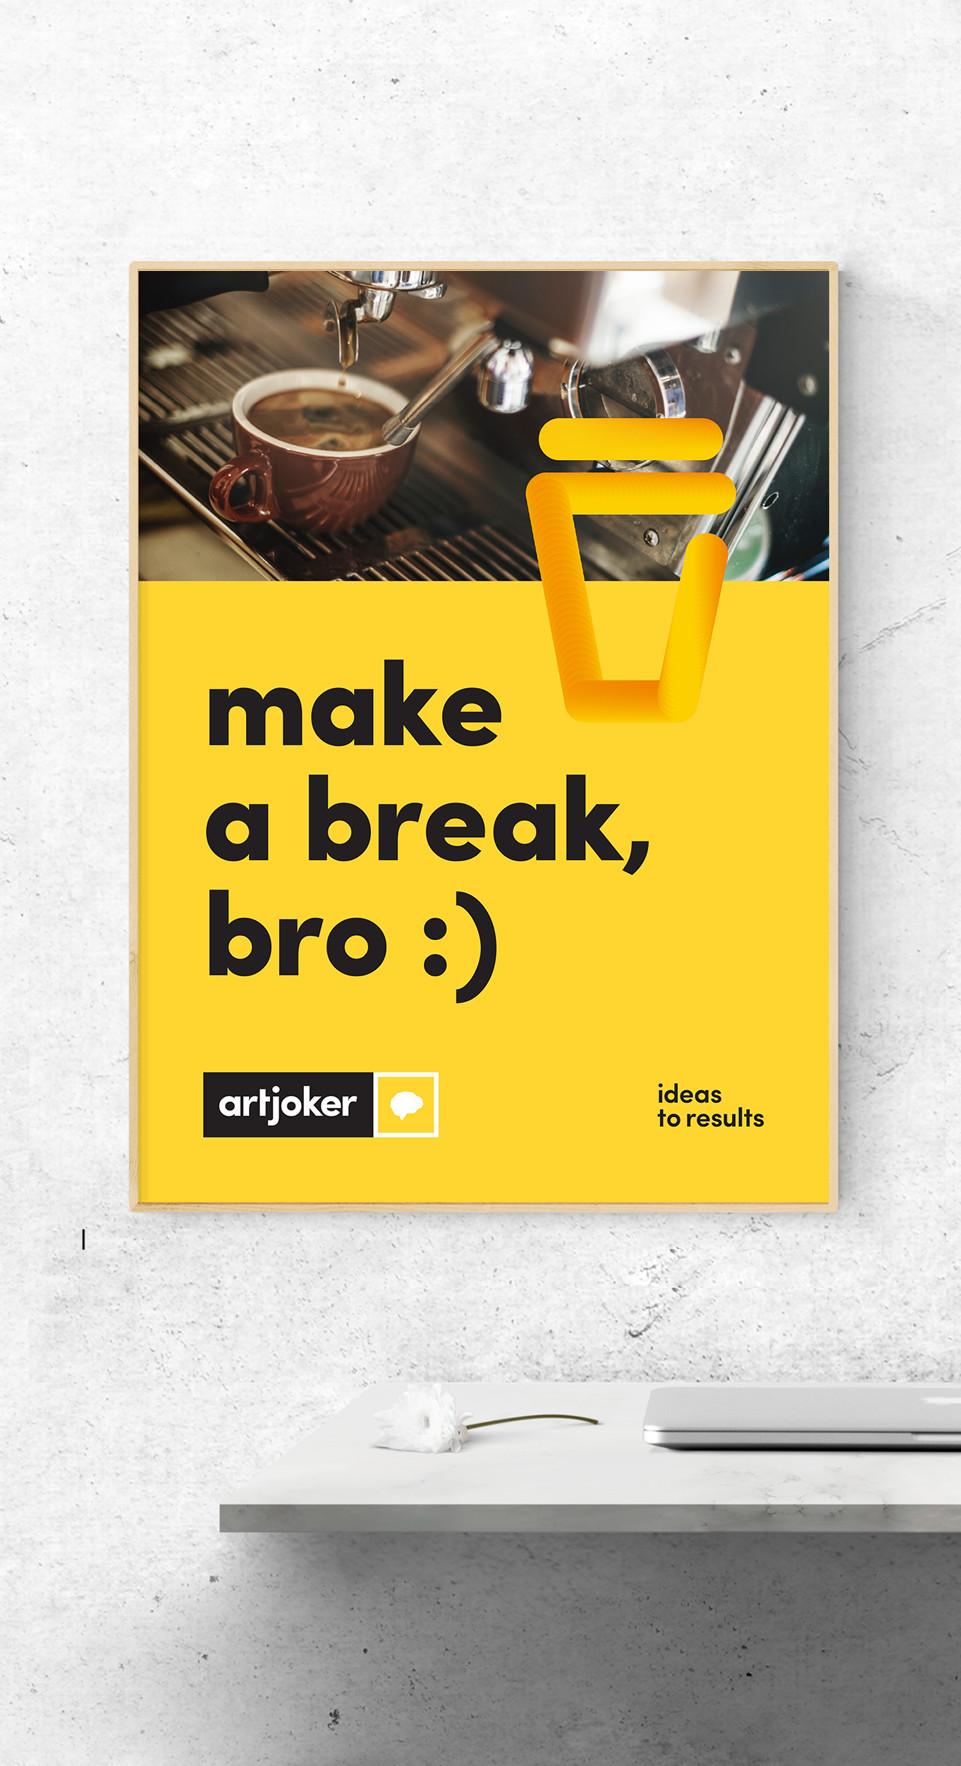 make
a break,
bro :)
artjoker
ideas
to results